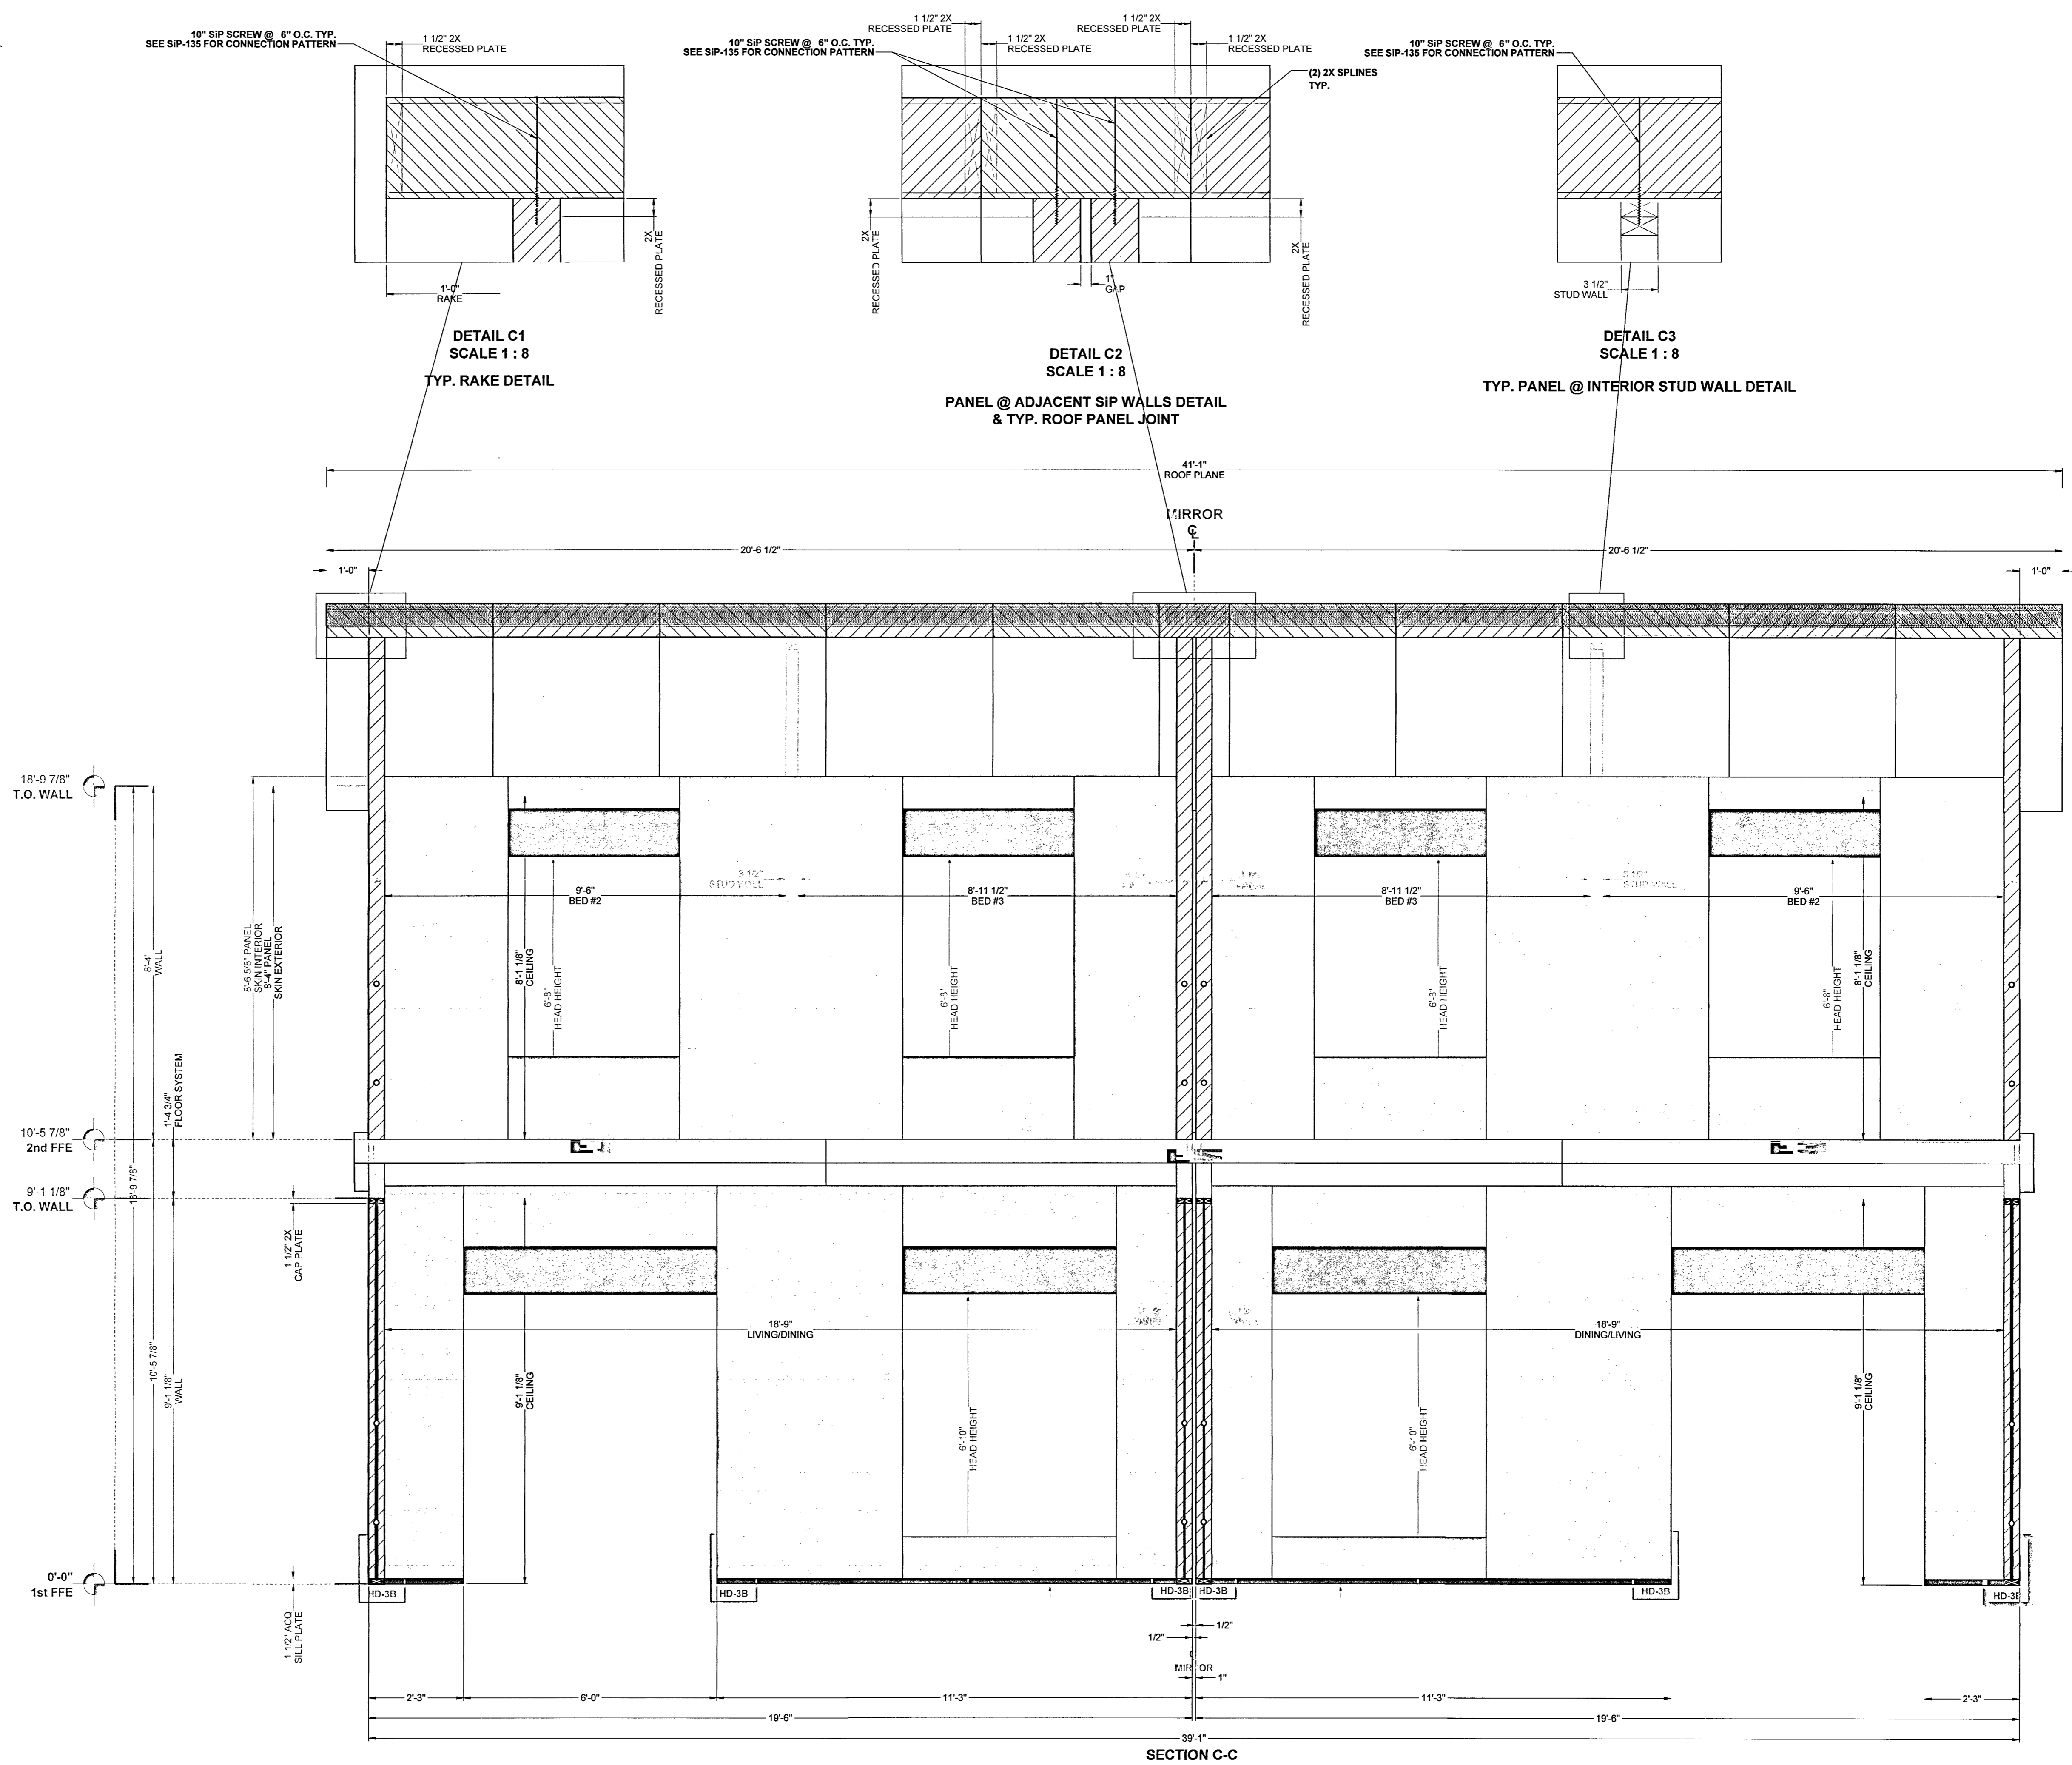 10" SiP SCREW @ 6" O.C. TYP.
SEE SiP-135 FOR CONNECTION PATTERN
1 1/2" 2X
RECESSED PLATE
2X
RECESSED PLATE
1'-0"
RAKE
DETAIL C1
SCALE 1 : 8
TYP. RAKE DETAIL
1 1/2" 2X
RECESSED PLATE
1 1/2" 2X
RECESSED PLATE
10" SiP SCREW @ 6" O.C. TYP.
SEE SiP-135 FOR CONNECTION PATTERN
1 1/2" 2X
RECESSED PLATE
1 1/2" 2X
RECESSED PLATE
(2) 2X SPLINES
TYP.
2X
RECESSED PLATE
1"
GAP
2X
RECESSED PLATE
DETAIL C2
SCALE 1 : 8
PANEL @ ADJACENT SiP WALLS DETAIL
& TYP. ROOF PANEL JOINT
10" SiP SCREW @ 6" O.C. TYP.
SEE SiP-135 FOR CONNECTION PATTERN
3 1/2"
STUD WALL
DETAIL C3
SCALE 1 : 8
TYP. PANEL @ INTERIOR STUD WALL DETAIL
41'-1"
ROOF PLANE
MIRROR
20'-6 1/2"
20'-6 1/2"
1'-0"
1'-0"
18'-9 7/8"
T.O. WALL
8'-4"
WALL
8'-6 5/8" PANEL
SKIN INTERIOR
8'-4" PANEL
SKIN EXTERIOR
3 1/2"
STUD WALL
3 1/2"
STUD WALL
9'-6"
BED #2
8'-11 1/2"
BED #3
8'-11 1/2"
BED #3
9'-6"
BED #2
8'-1 1/8"
CEILING
6'-8"
HEAD HEIGHT
6'-8"
HEAD HEIGHT
6'-8"
HEAD HEIGHT
6'-8"
HEAD HEIGHT
8'-1 1/8"
CEILING
1'-4 3/4"
FLOOR SYSTEM
10'-5 7/8"
2nd FFE
9'-1 1/8"
T.O. WALL
18'-9 7/8"
1 1/2" 2X
CAP PLATE
10'-5 7/8"
9'-1 1/8"
WALL
18'-9"
LIVING/DINING
18'-9"
DINING/LIVING
9'-1 1/8"
CEILING
6'-10"
HEAD HEIGHT
6'-10"
HEAD HEIGHT
9'-1 1/8"
CEILING
0'-0"
1st FFE
1 1/2" ACQ
SILL PLATE
HD-3B
HD-3B
HD-3B
HD-3B
HD-3B
HD-3B
1/2"
1/2"
MIRROR
1"
2'-3"
6'-0"
11'-3"
11'-3"
2'-3"
19'-6"
19'-6"
39'-1"
SECTION C-C